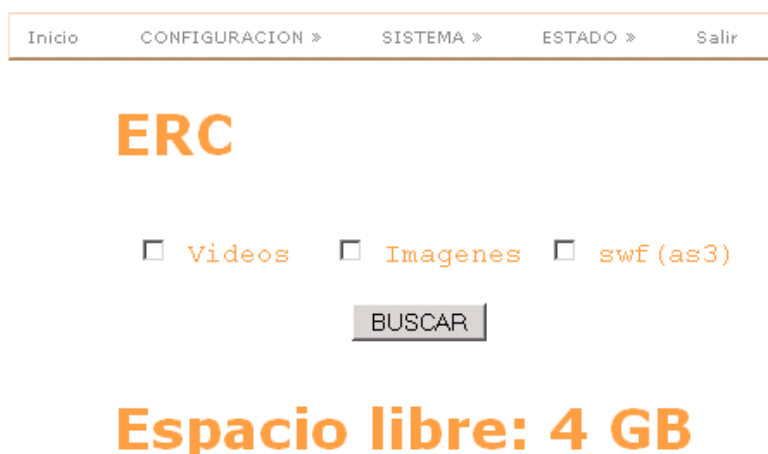 Inicio CONFIGURACION » SISTEMA » ESTADO » Salir
ERC
Videos Imagenes swf(as3)
BUSCAR
Espacio libre: 4 GB